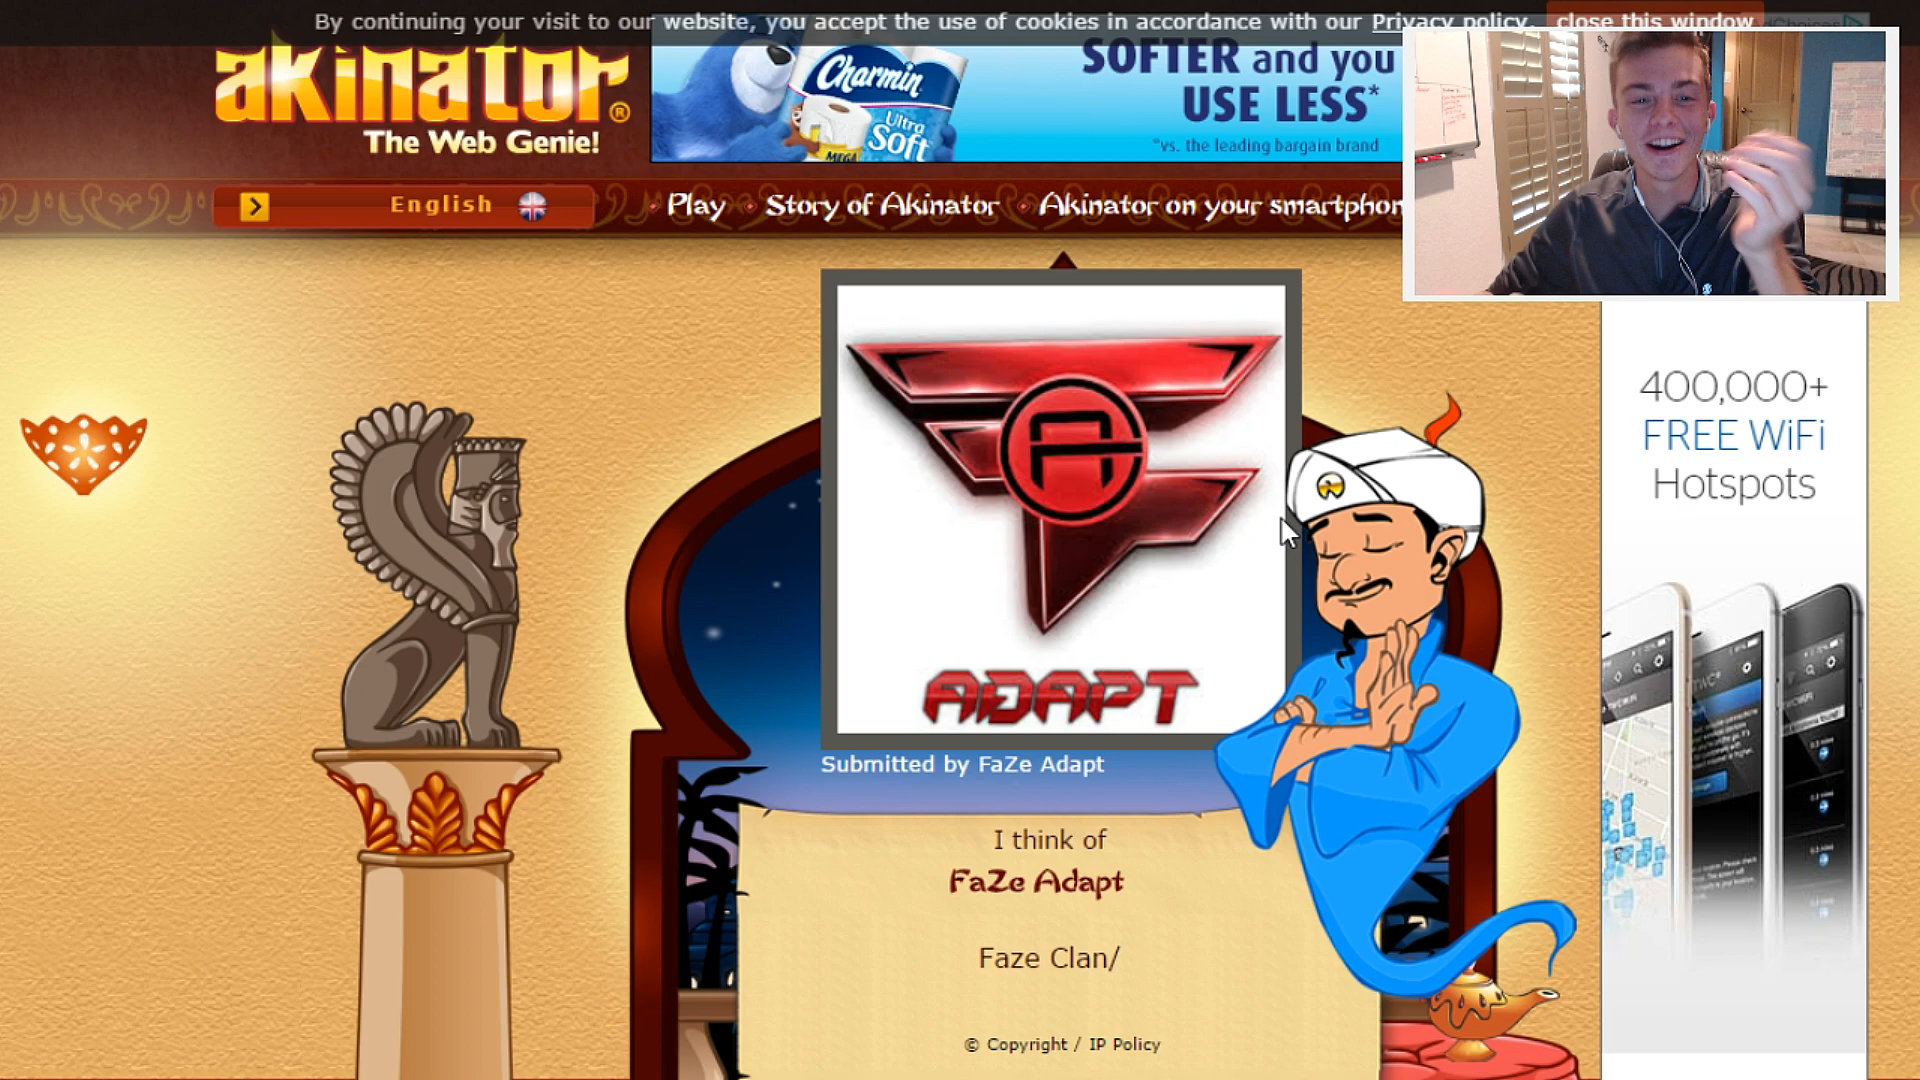 By continuing your visit to our website, you accept the use of cookies in accordance with our Privacy policy. close this window
AdChoices
akinator®
The Web Genie!
Charmin
Ultra
Soft
MEGA
SOFTER and you
USE LESS*
*vs. the leading bargain brand
English
Play
Story of Akinator
Akinator on your smartphon
A
ADAPT
Submitted by FaZe Adapt
I think of
FaZe Adapt
Faze Clan/
© Copyright / IP Policy
400,000+
FREE WiFi
Hotspots